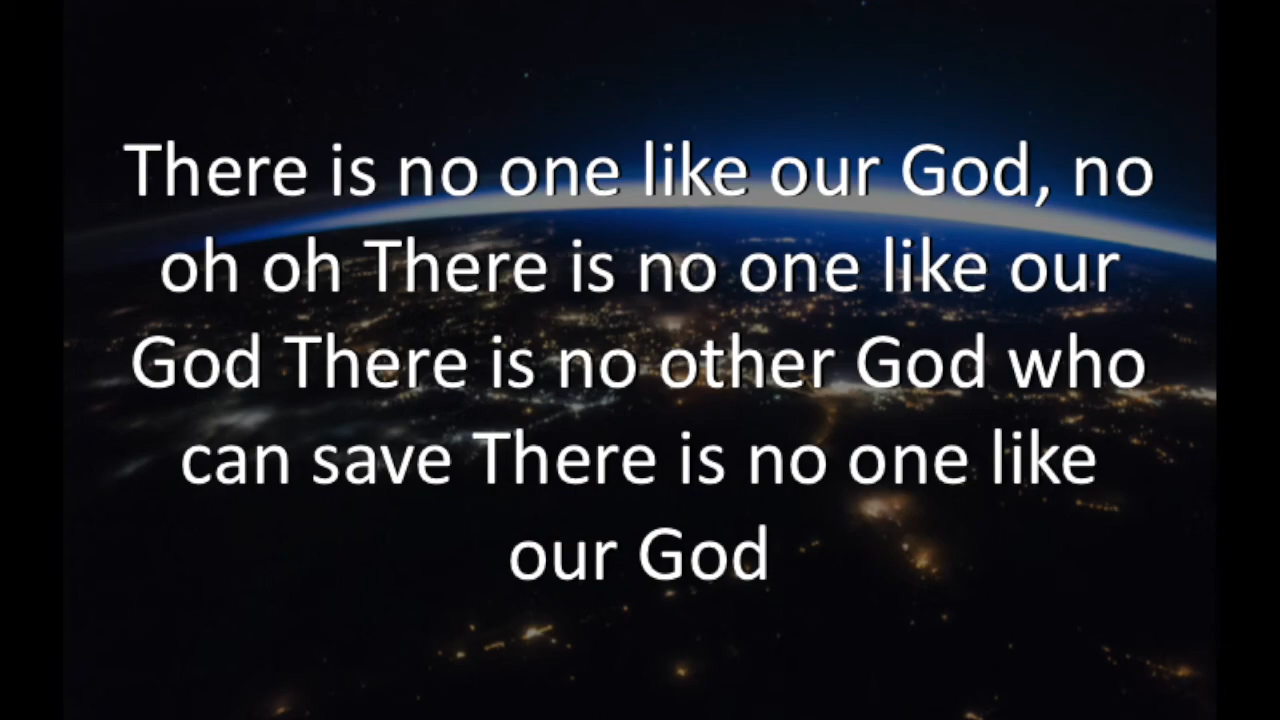 There is no one like our God, no
oh oh There is no one like our
God There is no other God who
can save There is no one like
our God